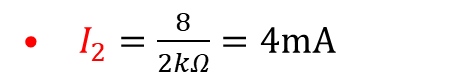 • I₂ = 8/2kΩ = 4mA